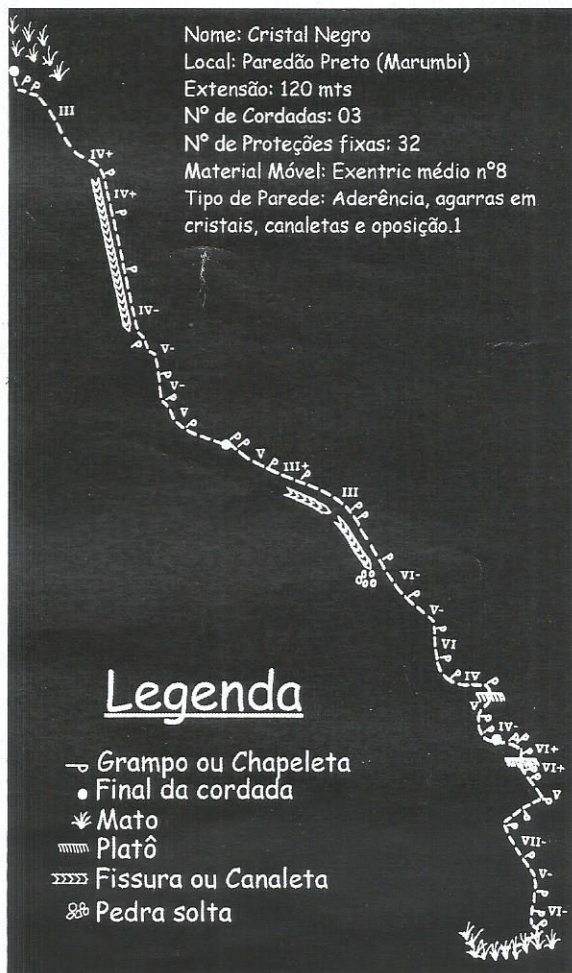 Nome: Cristal Negro
Local: Paredão Preto (Marumbi)
Extensão: 120 mts
Nº de Cordadas: 03
Nº de Proteções fixas: 32
Material Móvel: Exentric médio nº8
Tipo de Parede: Aderência, agarras em
cristais, canaletas e oposição.1
III
IV+
IV+
IV-
V-
V-
V
V
III+
III
VI-
V-
VI
IV
V
IV-
VI+
VI+
V
VII-
V-
VI-
Legenda
Grampo ou Chapeleta
Final da cordada
Mato
Platô
Fissura ou Canaleta
Pedra solta